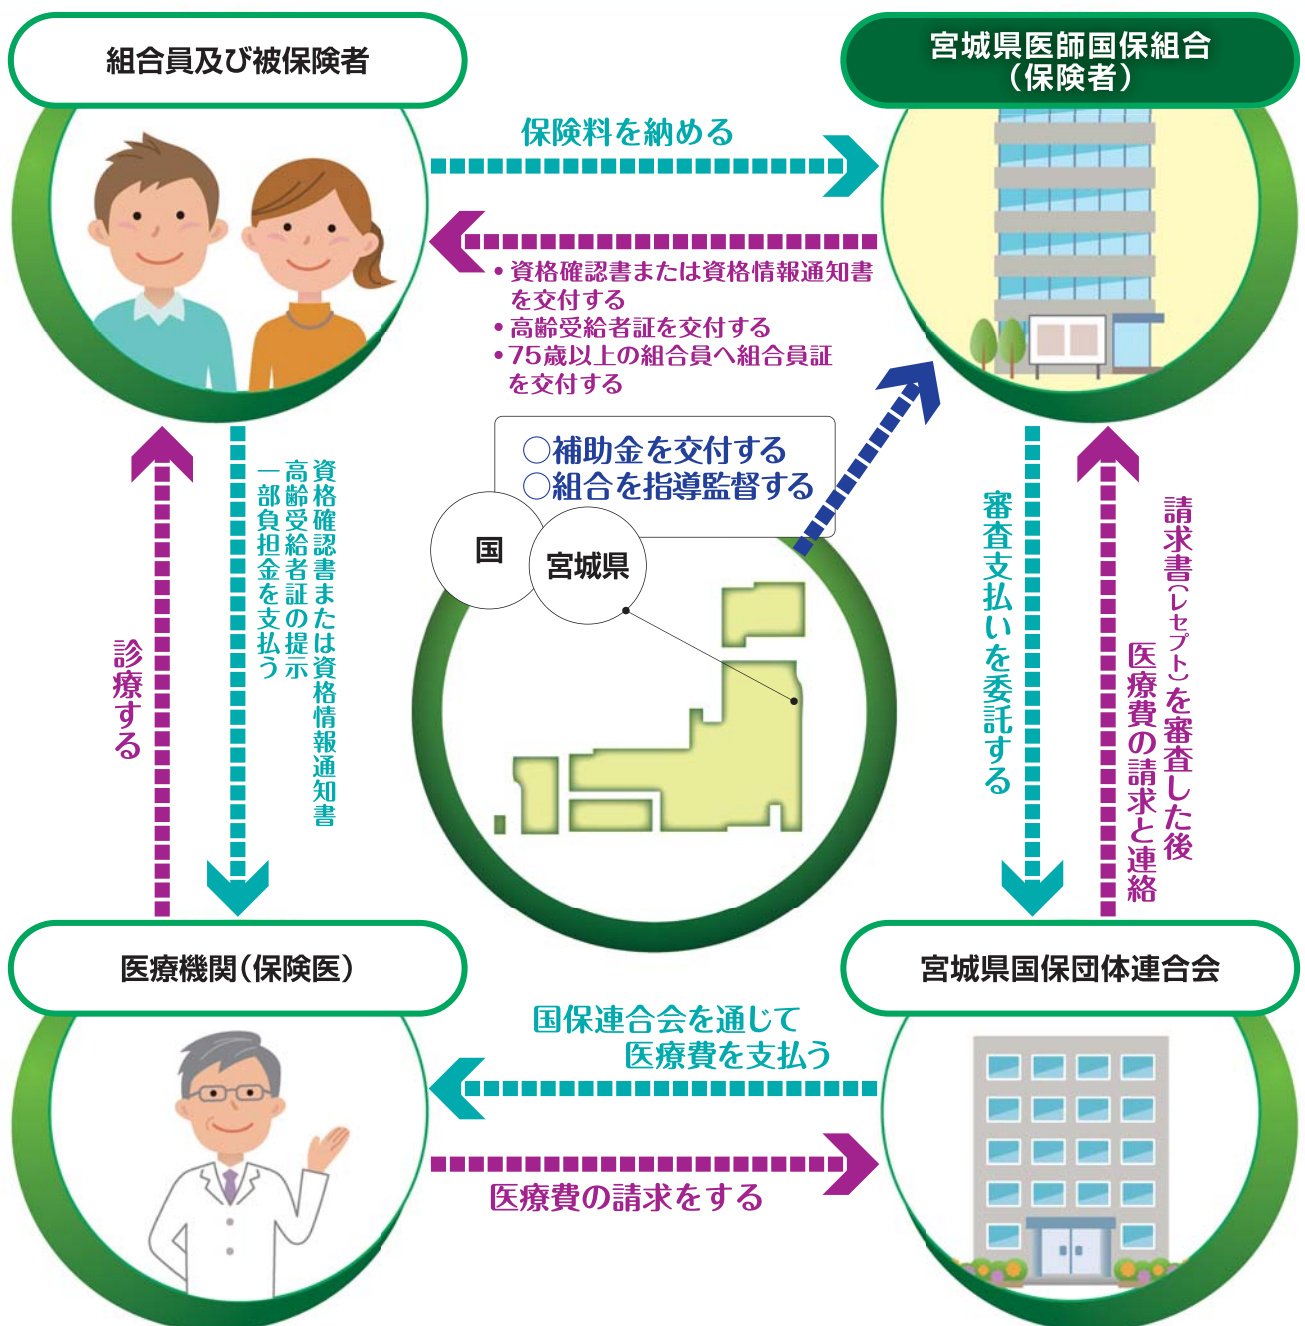 組合員及び被保険者
宮城県医師国保組合
（保険者）
保険料を納める
・資格確認書または資格情報通知書
を交付する
・高齢受給者証を交付する
・75歳以上の組合員へ組合員証
を交付する
○補助金を交付する
○組合を指導監督する
国
宮城県
診療する
資格確認書または資格情報通知書
高齢受給者証の提示
一部負担金を支払う
審査支払いを委託する
請求書（レセプト）を審査した後
医療費の請求と連絡
医療機関（保険医）
宮城県国保団体連合会
国保連合会を通じて
医療費を支払う
医療費の請求をする